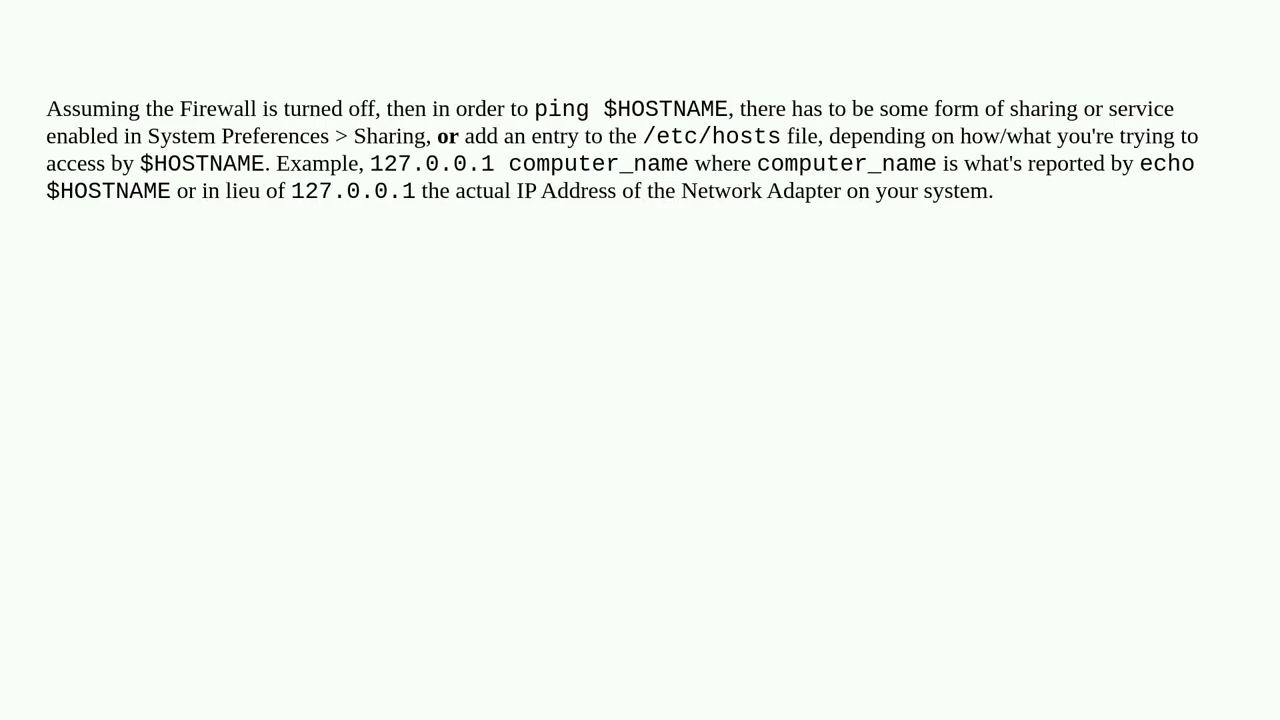 Assuming the Firewall is turned off, then in order to ping $HOSTNAME, there has to be some form of sharing or service
enabled in System Preferences > Sharing, or add an entry to the /etc/hosts file, depending on how/what you're trying to
access by $HOSTNAME. Example, 127.0.0.1 computer_name where computer_name is what's reported by echo
$HOSTNAME or in lieu of 127.0.0.1 the actual IP Address of the Network Adapter on your system.